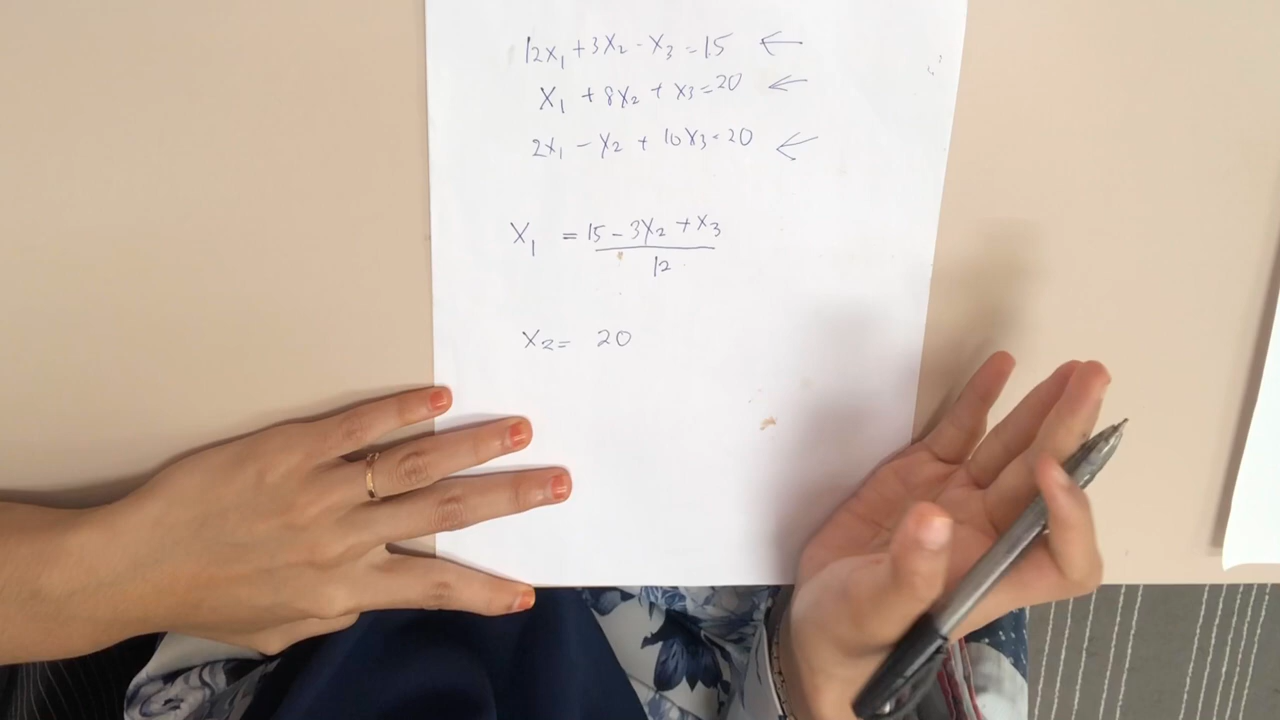 12x₁ + 3x₂ - x₃ = 15 ←
x₁ + 8x₂ + x₃ = 20 ←
2x₁ - x₂ + 10x₃ = 20 ←
x₁ = (15 - 3x₂ + x₃)/12
x₂ = 20